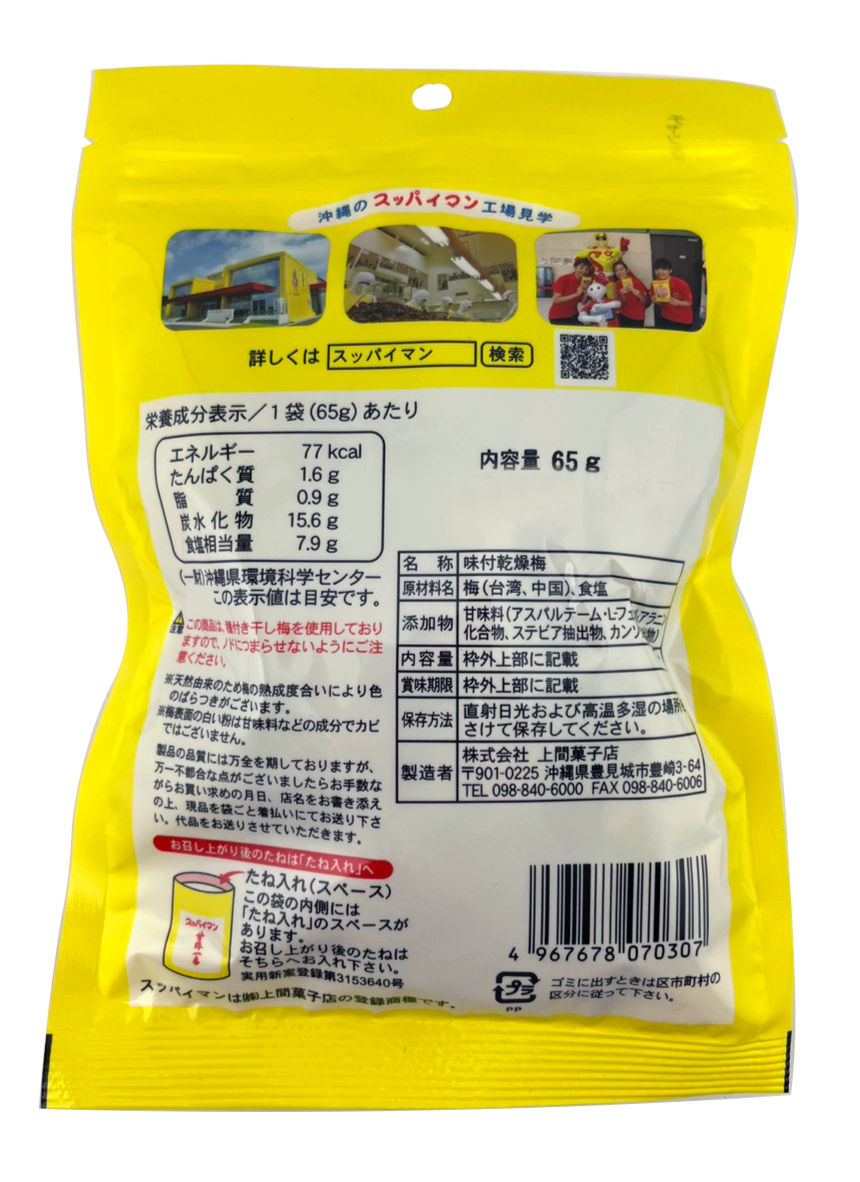 沖縄の スッパイマン 工場見学
詳しくは スッパイマン 検索
栄養成分表示/1袋(65g)あたり
エネルギー 77 kcal
たんぱく質 1.6 g
脂質 0.9 g
炭水化物 15.6 g
食塩相当量 7.9 g
(一財)沖縄県環境科学センター
この表示値は目安です。
内容量 65 g
名称 味付乾燥梅
原材料名 梅(台湾、中国)、食塩
添加物 甘味料(アスパルテーム・L-フェニルアラニン
化合物、ステビア抽出物、カンゾウ
内容量 枠外上部に記載
賞味期限 枠外上部に記載
保存方法 直射日光および高温多湿の場所を
さけて保存してください。
製造者 株式会社 上間菓子店
〒901-0225 沖縄県豊見城市豊崎3-64
TEL 098-840-6000 FAX 098-840-6006
注意 この商品は、種付き干し梅を使用しており
ますので、ノドにつまらせないようにご注
意ください。
※天然由来のため梅の熟成度合いにより色
のばらつきがございます。
※梅表面の白い粉は甘味料などの成分でカビ
ではございません。
製品の品質には万全を期しておりますが、
万一不都合な点がございましたらお手数な
がらお買い求めの月日、店名をお書き添え
の上、現品を袋ごと着払いにてお送り下さ
い。代品をお送りさせていただきます。
お召し上がり後のたねは「たね入れ」へ
たね入れ(スペース)
この袋の内側には
「たね入れ」のスペースが
あります。
お召し上がり後のたねは
そちらへお入れ下さい。
実用新案登録第3153640号
スッパイマン
甘梅一番
スッパイマンは㈱上間菓子店の登録商標です。
4 967678 070307
プラ
PP
ゴミに出すときは区市町村の
区分に従って下さい。